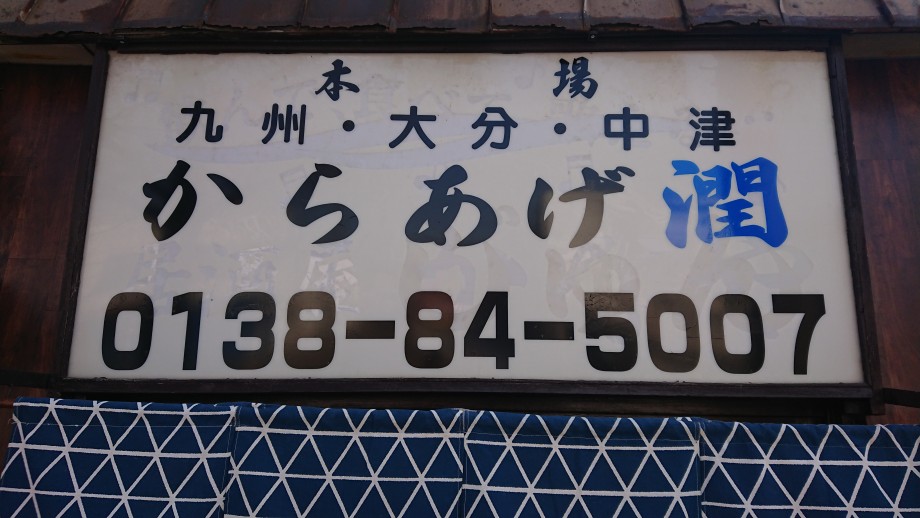 本場
九州・大分・中津
からあげ 潤
0138-84-5007